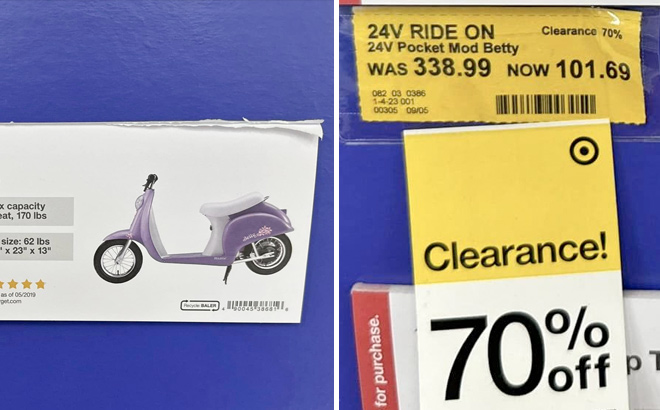 x capacity
eat, 170 lbs
size: 62 lbs
" x 23" x 13"
as of 05/2019
rget.com
Recycle BALER
24V RIDE ON Clearance 70%
24V Pocket Mod Betty
WAS 338.99 NOW 101.69
082 03 0386
1-4-23 001
00305 09/05
Clearance!
70%
off
for purchase.
p T